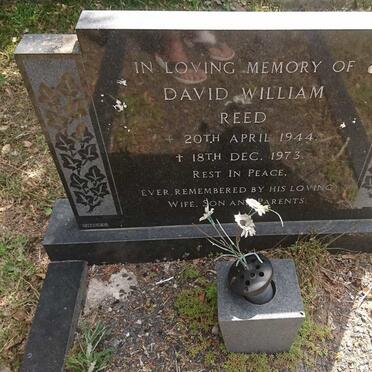 IN LOVING MEMORY OF
DAVID WILLIAM
REED
20TH APRIL 1944.
✝ 18TH DEC. 1973.
REST IN PEACE.
EVER REMEMBERED BY HIS LOVING
WIFE, SON AND PARENTS.